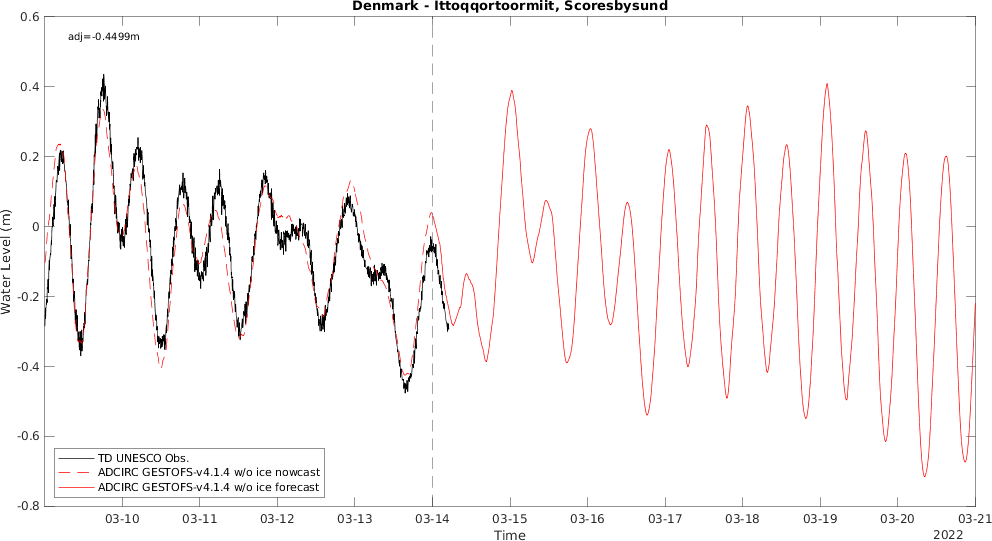 Denmark - Ittoqqortoormiit, Scoresbysund
adj=-0.4499m
0.6
0.4
0.2
0
-0.2
-0.4
-0.6
-0.8
Water Level (m)
TD UNESCO Obs.
ADCIRC GESTOFS-v4.1.4 w/o ice nowcast
ADCIRC GESTOFS-v4.1.4 w/o ice forecast
03-10 03-11 03-12 03-13 03-14 03-15 03-16 03-17 03-18 03-19 03-20 03-21
Time
2022